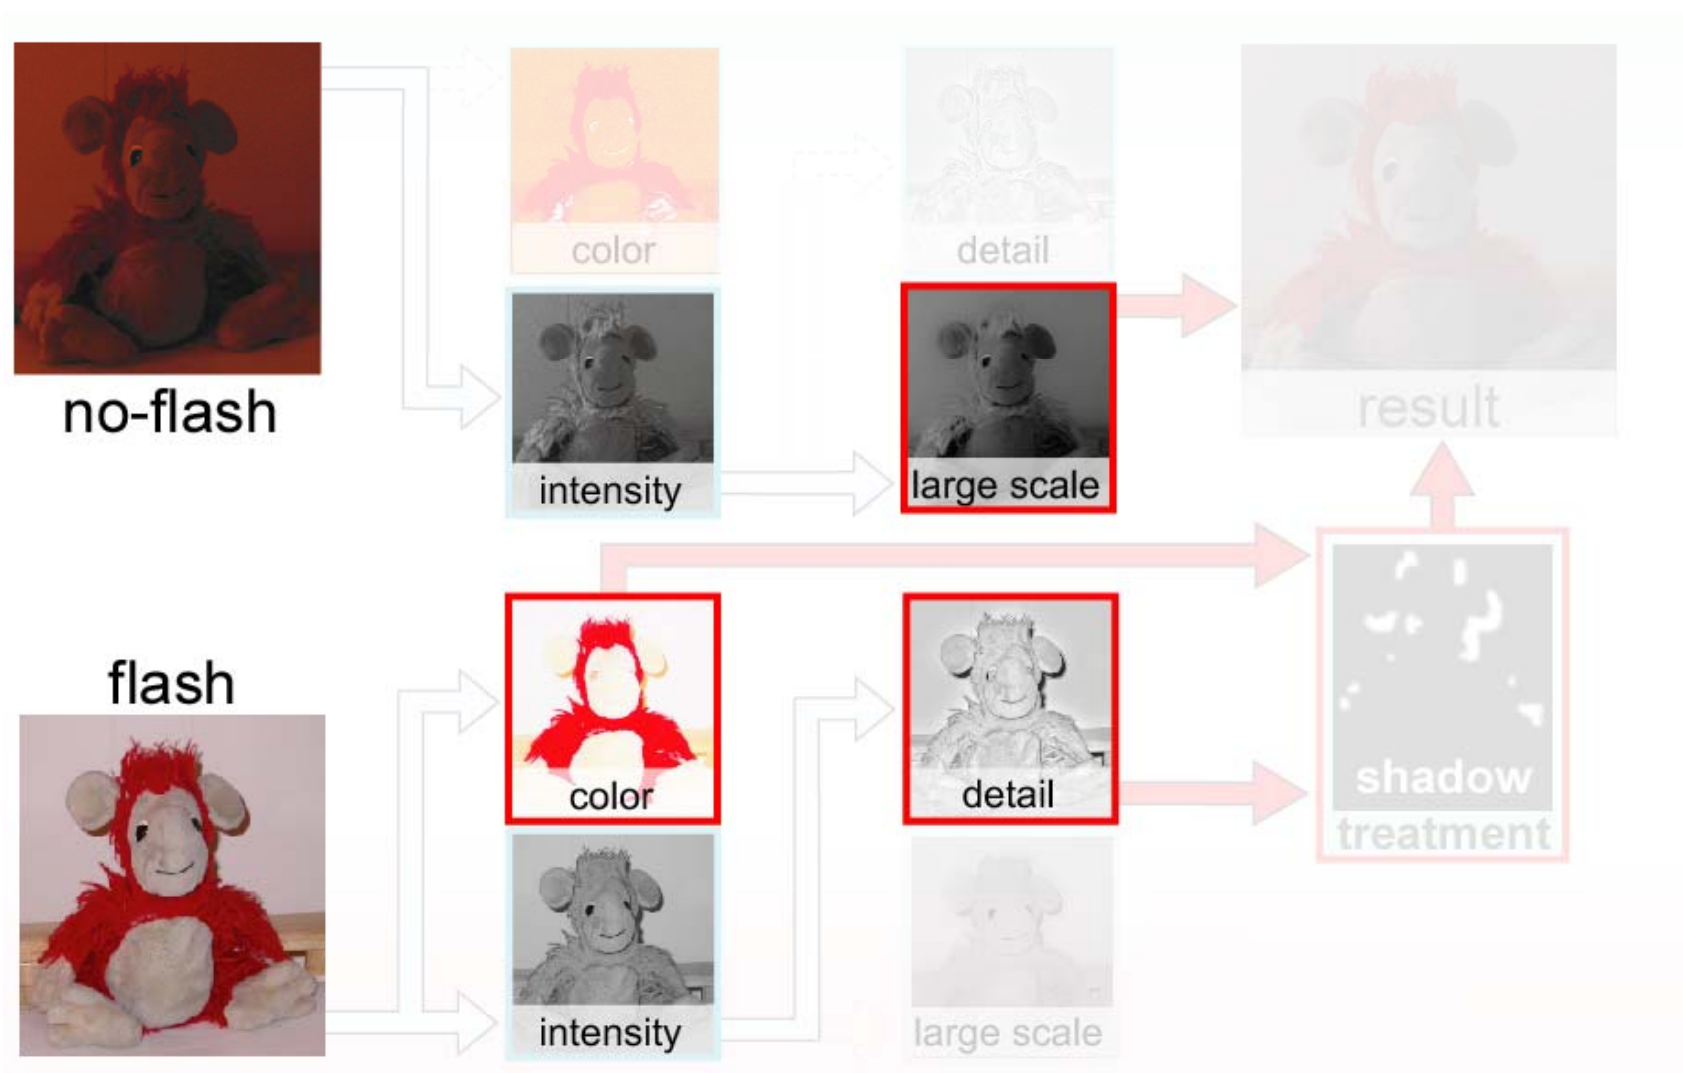 no-flash
color
intensity
detail
large scale
result
flash
color
intensity
detail
large scale
shadow
treatment